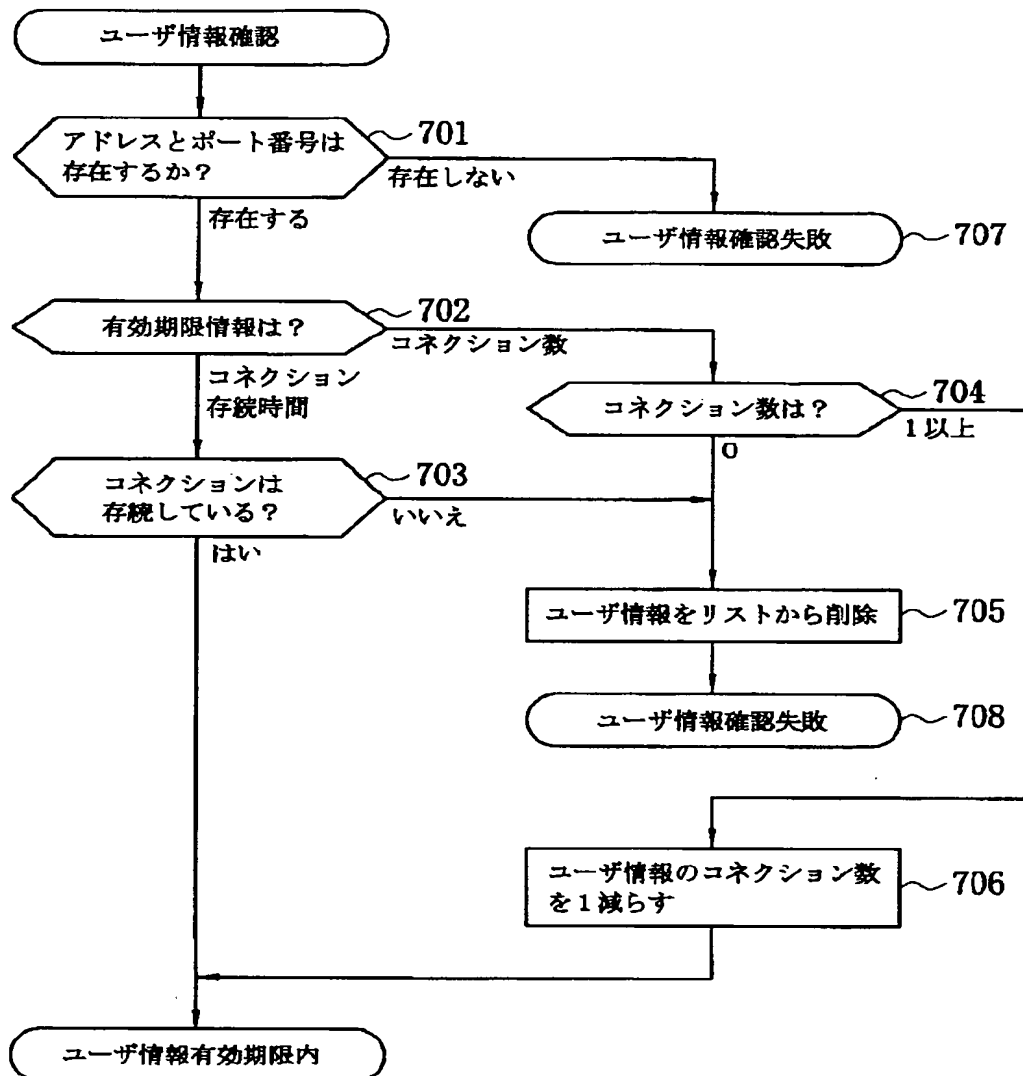 ユーザ情報確認
アドレスとポート番号は
存在するか？
701
存在しない
存在する
ユーザ情報確認失敗
707
有効期限情報は？
702
コネクション数
コネクション
存続時間
コネクション数は？
704
1以上
0
コネクションは
存続している？
703
いいえ
はい
ユーザ情報をリストから削除
705
ユーザ情報確認失敗
708
ユーザ情報のコネクション数
を1減らす
706
ユーザ情報有効期限内